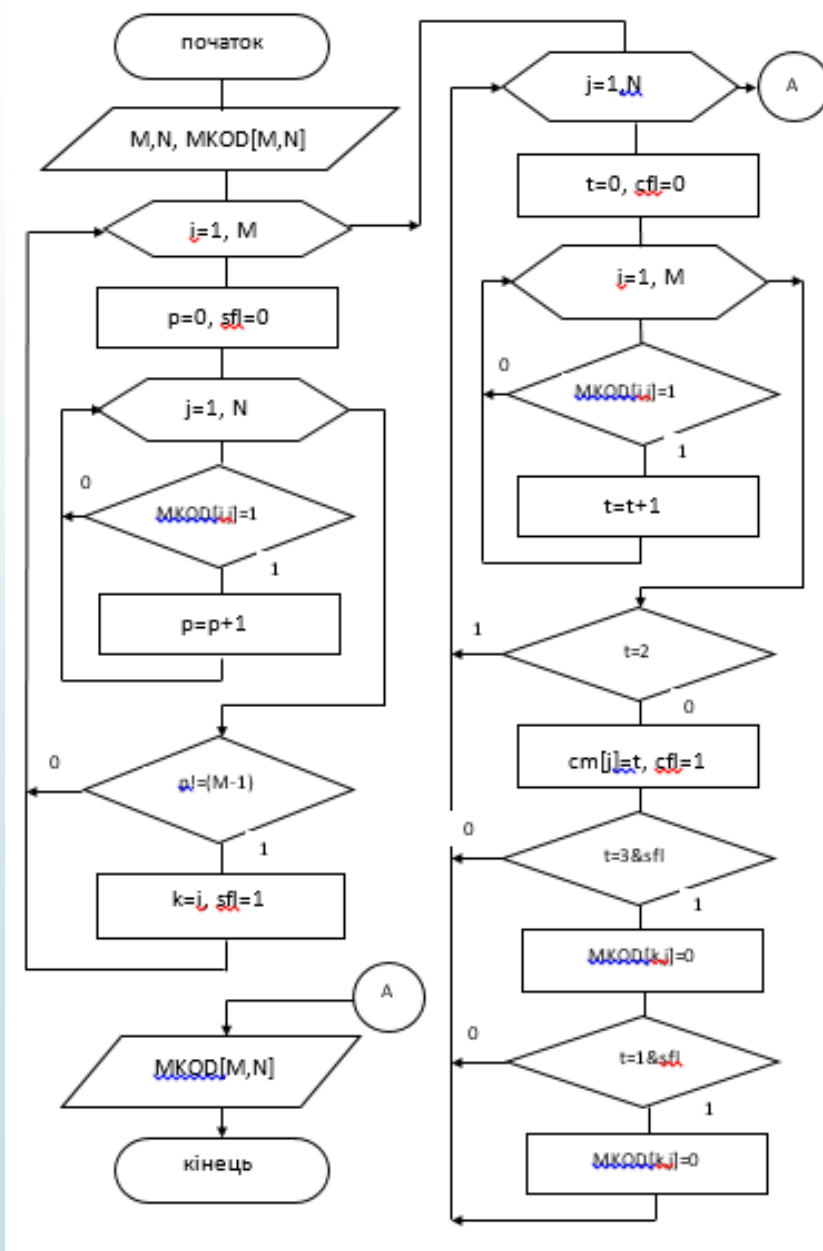 початок
M,N, MKOD[M,N]
i=1, M
p=0, sfl=0
j=1, N
0
MKOD[i,j]=1
1
p=p+1
0
p!=(M-1)
1
k=i, sfl=1
A
MKOD[M,N]
кінець
j=1,N
A
t=0, cfl=0
i=1, M
0
MKOD[i,j]=1
1
t=t+1
1
t=2
0
cm[j]=t, cfl=1
0
t=3&sfl
1
MKOD[k,j]=0
0
t=1&sfl
1
MKOD[k,j]=0